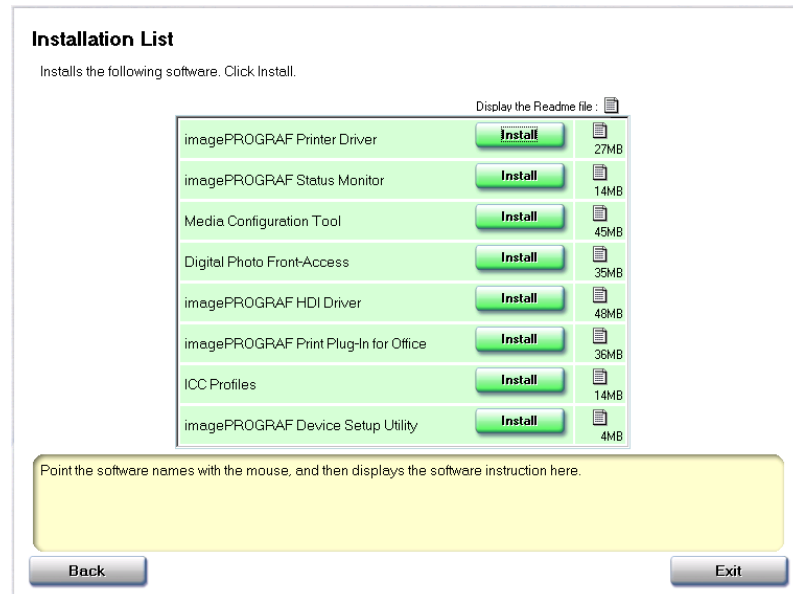 Installation List
Installs the following software. Click Install.
Display the Readme file :
imagePROGRAF Printer Driver Install 27MB
imagePROGRAF Status Monitor Install 14MB
Media Configuration Tool Install 45MB
Digital Photo Front-Access Install 35MB
imagePROGRAF HDI Driver Install 48MB
imagePROGRAF Print Plug-In for Office Install 36MB
ICC Profiles Install 14MB
imagePROGRAF Device Setup Utility Install 4MB
Point the software names with the mouse, and then displays the software instruction here.
Back Exit